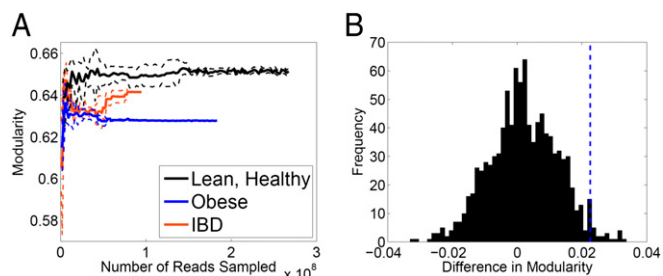 A
Modularity
0.66
0.64
0.62
0.6
0.58
Lean, Healthy
Obese
IBD
0 1 2 3
Number of Reads Sampled
x 10^8
B
Frequency
70
60
50
40
30
20
10
0
−0.04 −0.02 0 0.02 0.04
Difference in Modularity